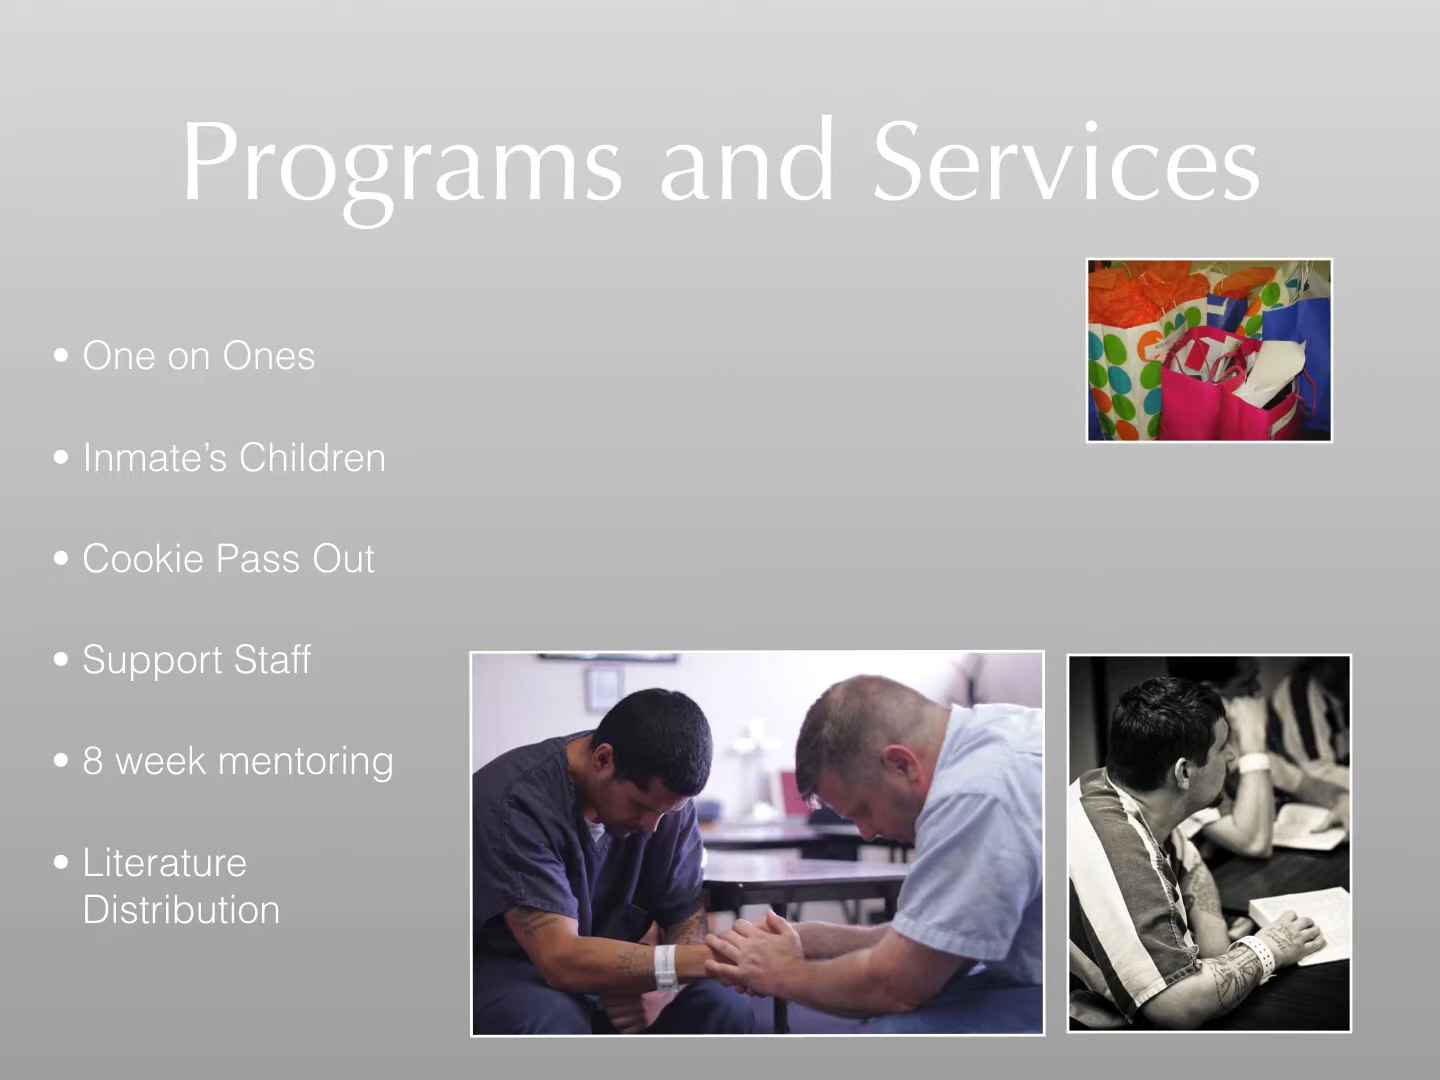 Programs and Services
• One on Ones
• Inmate’s Children
• Cookie Pass Out
• Support Staff
• 8 week mentoring
• Literature
Distribution